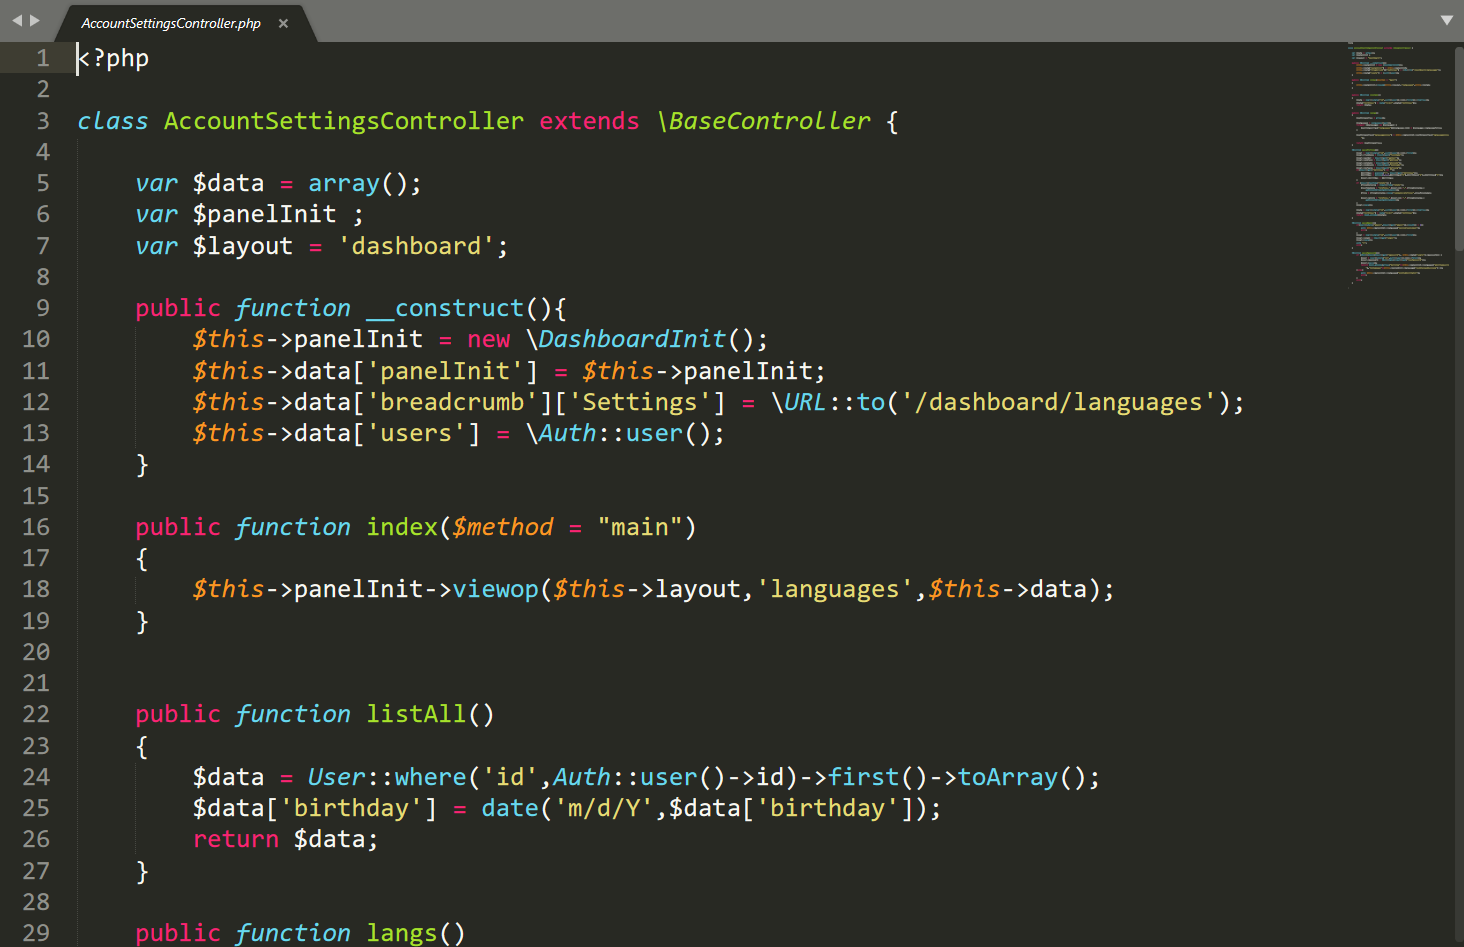 AccountSettingsController.php ×
1 <?php
2
3 class AccountSettingsController extends \BaseController {
4
5     var $data = array();
6     var $panelInit ;
7     var $layout = 'dashboard';
8
9     public function __construct(){
10         $this->panelInit = new \DashboardInit();
11         $this->data['panelInit'] = $this->panelInit;
12         $this->data['breadcrumb']['Settings'] = \URL::to('/dashboard/languages');
13         $this->data['users'] = \Auth::user();
14     }
15
16     public function index($method = "main")
17     {
18         $this->panelInit->viewop($this->layout,'languages',$this->data);
19     }
20
21
22     public function listAll()
23     {
24         $data = User::where('id',Auth::user()->id)->first()->toArray();
25         $data['birthday'] = date('m/d/Y',$data['birthday']);
26         return $data;
27     }
28
29     public function langs()